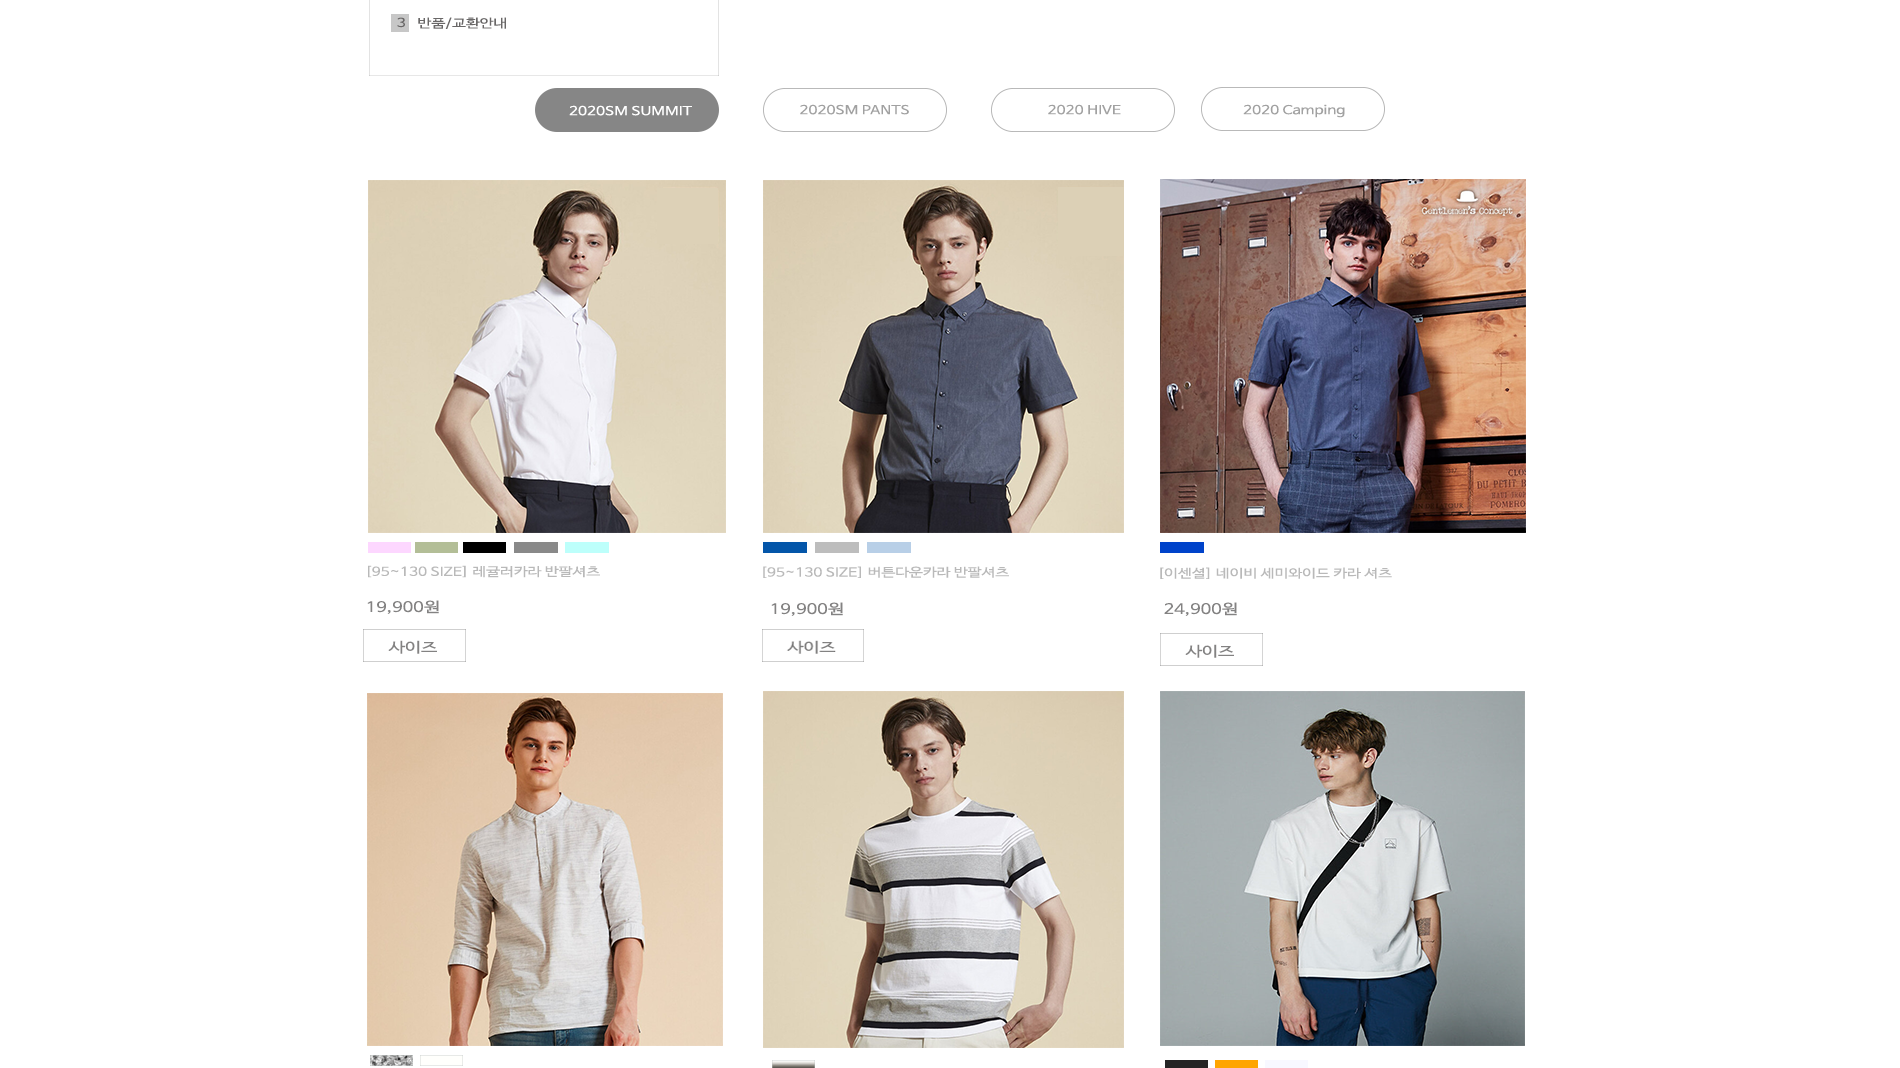 3 반품/교환안내
2020SM SUMMIT
2020SM PANTS
2020 HIVE
2020 Camping
Gentlemen's Concept
DU PETIT B
POMEHO
[95~130 SIZE] 레귤러카라 반팔셔츠
[95~130 SIZE] 버튼다운카라 반팔셔츠
[이센셜] 네이비 세미와이드 카라 셔츠
19,900원
19,900원
24,900원
사이즈
사이즈
사이즈